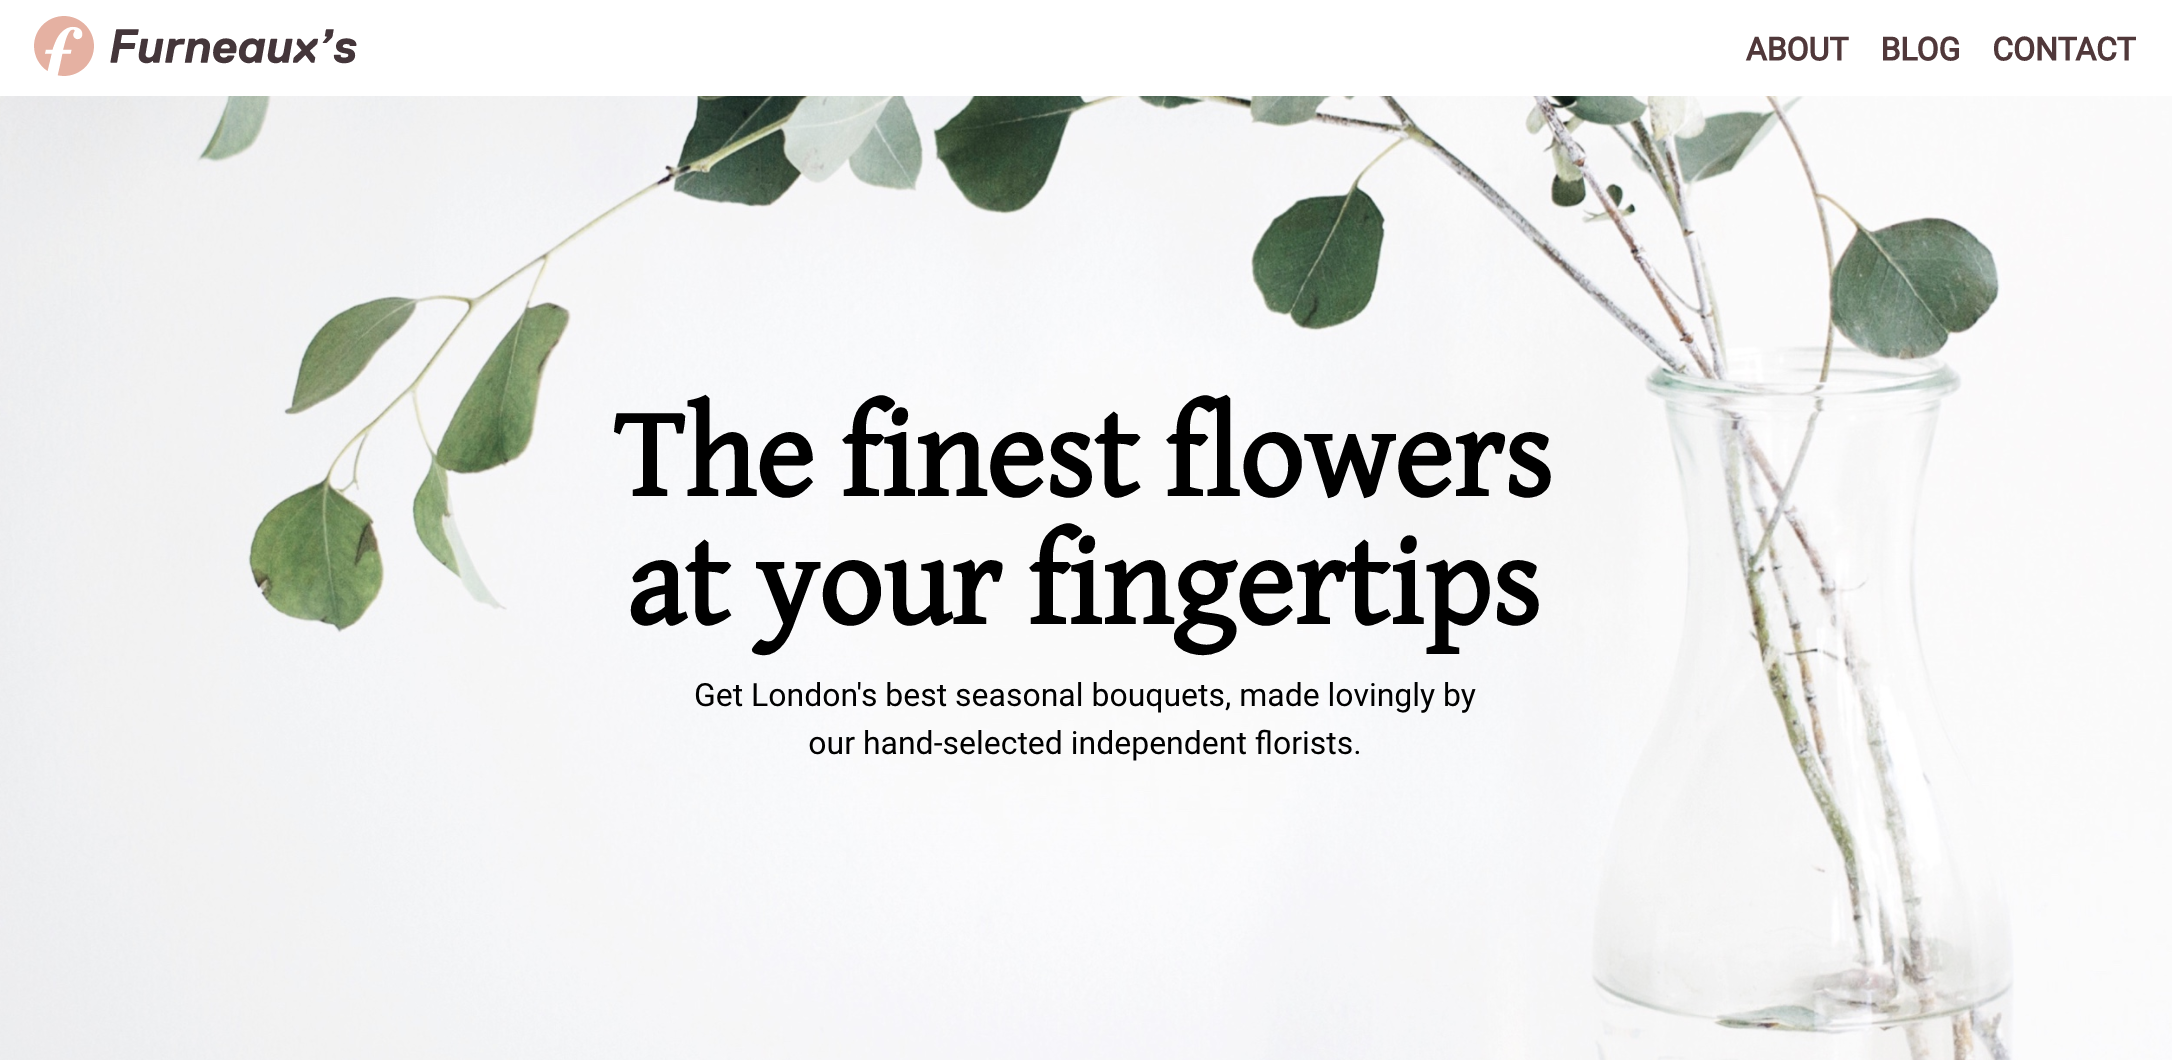 f Furneaux’s
ABOUT BLOG CONTACT
The finest flowers
at your fingertips
Get London's best seasonal bouquets, made lovingly by
our hand-selected independent florists.